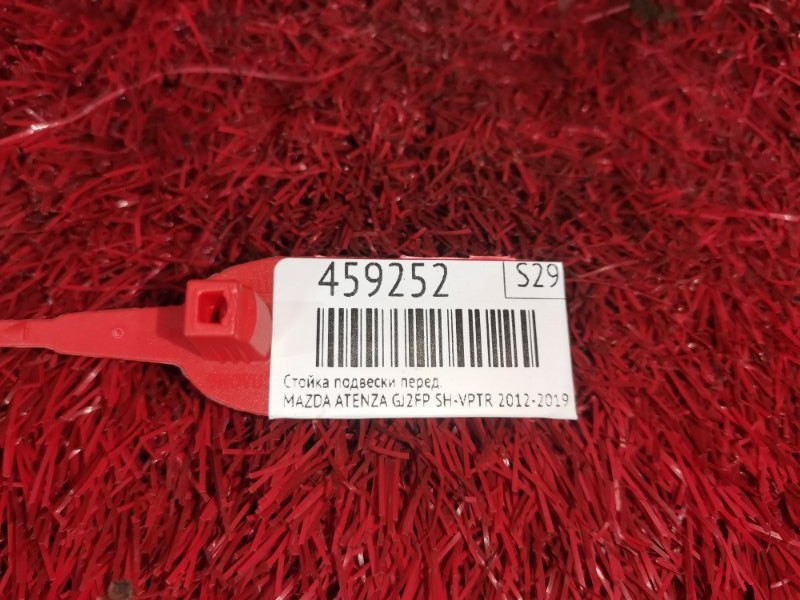 459252
S29
Стойка подвески перед.
MAZDA ATENZA GJ2FP SH-VPTR 2012-2019